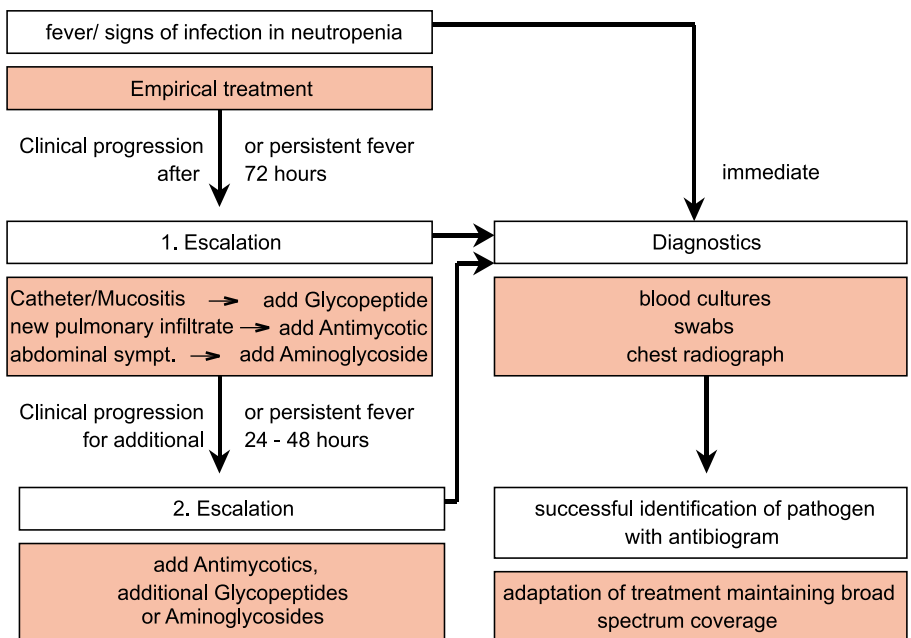 fever/ signs of infection in neutropenia
Empirical treatment
Clinical progression or persistent fever
after 72 hours
immediate
1. Escalation
Diagnostics
Catheter/Mucositis → add Glycopeptide
new pulmonary infiltrate → add Antimycotic
abdominal sympt. → add Aminoglycoside
blood cultures
swabs
chest radiograph
Clinical progression or persistent fever
for additional 24 - 48 hours
2. Escalation
successful identification of pathogen
with antibiogram
add Antimycotics,
additional Glycopeptides
or Aminoglycosides
adaptation of treatment maintaining broad
spectrum coverage